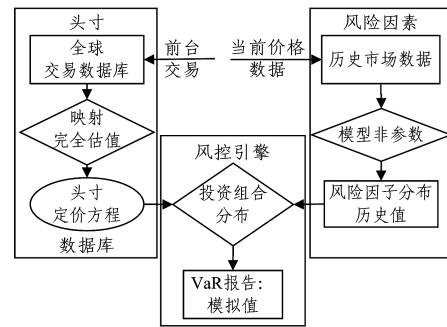 头寸
全球
交易数据库
映射
完全估值
头寸
定价方程
数据库
前台
交易
当前价格
数据
风险因素
历史市场数据
模型非参数
风险因子分布
历史值
风控引擎
投资组合
分布
VaR报告:
模拟值